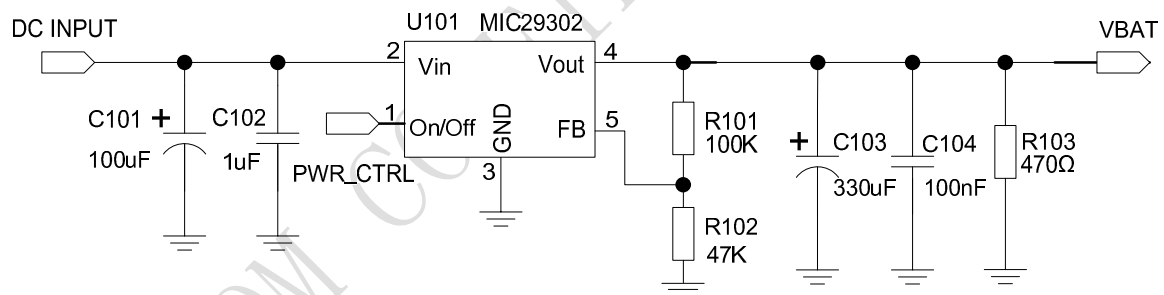 DC INPUT
U101 MIC29302
VBAT
2
Vin
Vout
4
C101
+
C102
1
On/Off
GND
FB
5
R101
100K
+
C103
C104
R103
470Ω
100uF
1uF
PWR_CTRL
3
330uF
100nF
R102
47K